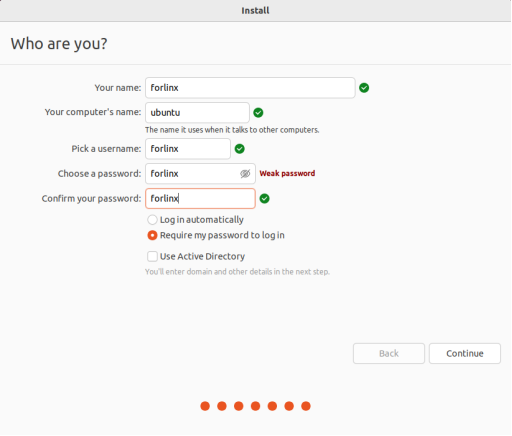 Install
Who are you?
Your name: forlinx
Your computer's name: ubuntu
The name it uses when it talks to other computers.
Pick a username: forlinx
Choose a password: forlinx Weak password
Confirm your password: forlinx
Log in automatically
Require my password to log in
Use Active Directory
You'll enter domain and other details in the next step.
Back Continue